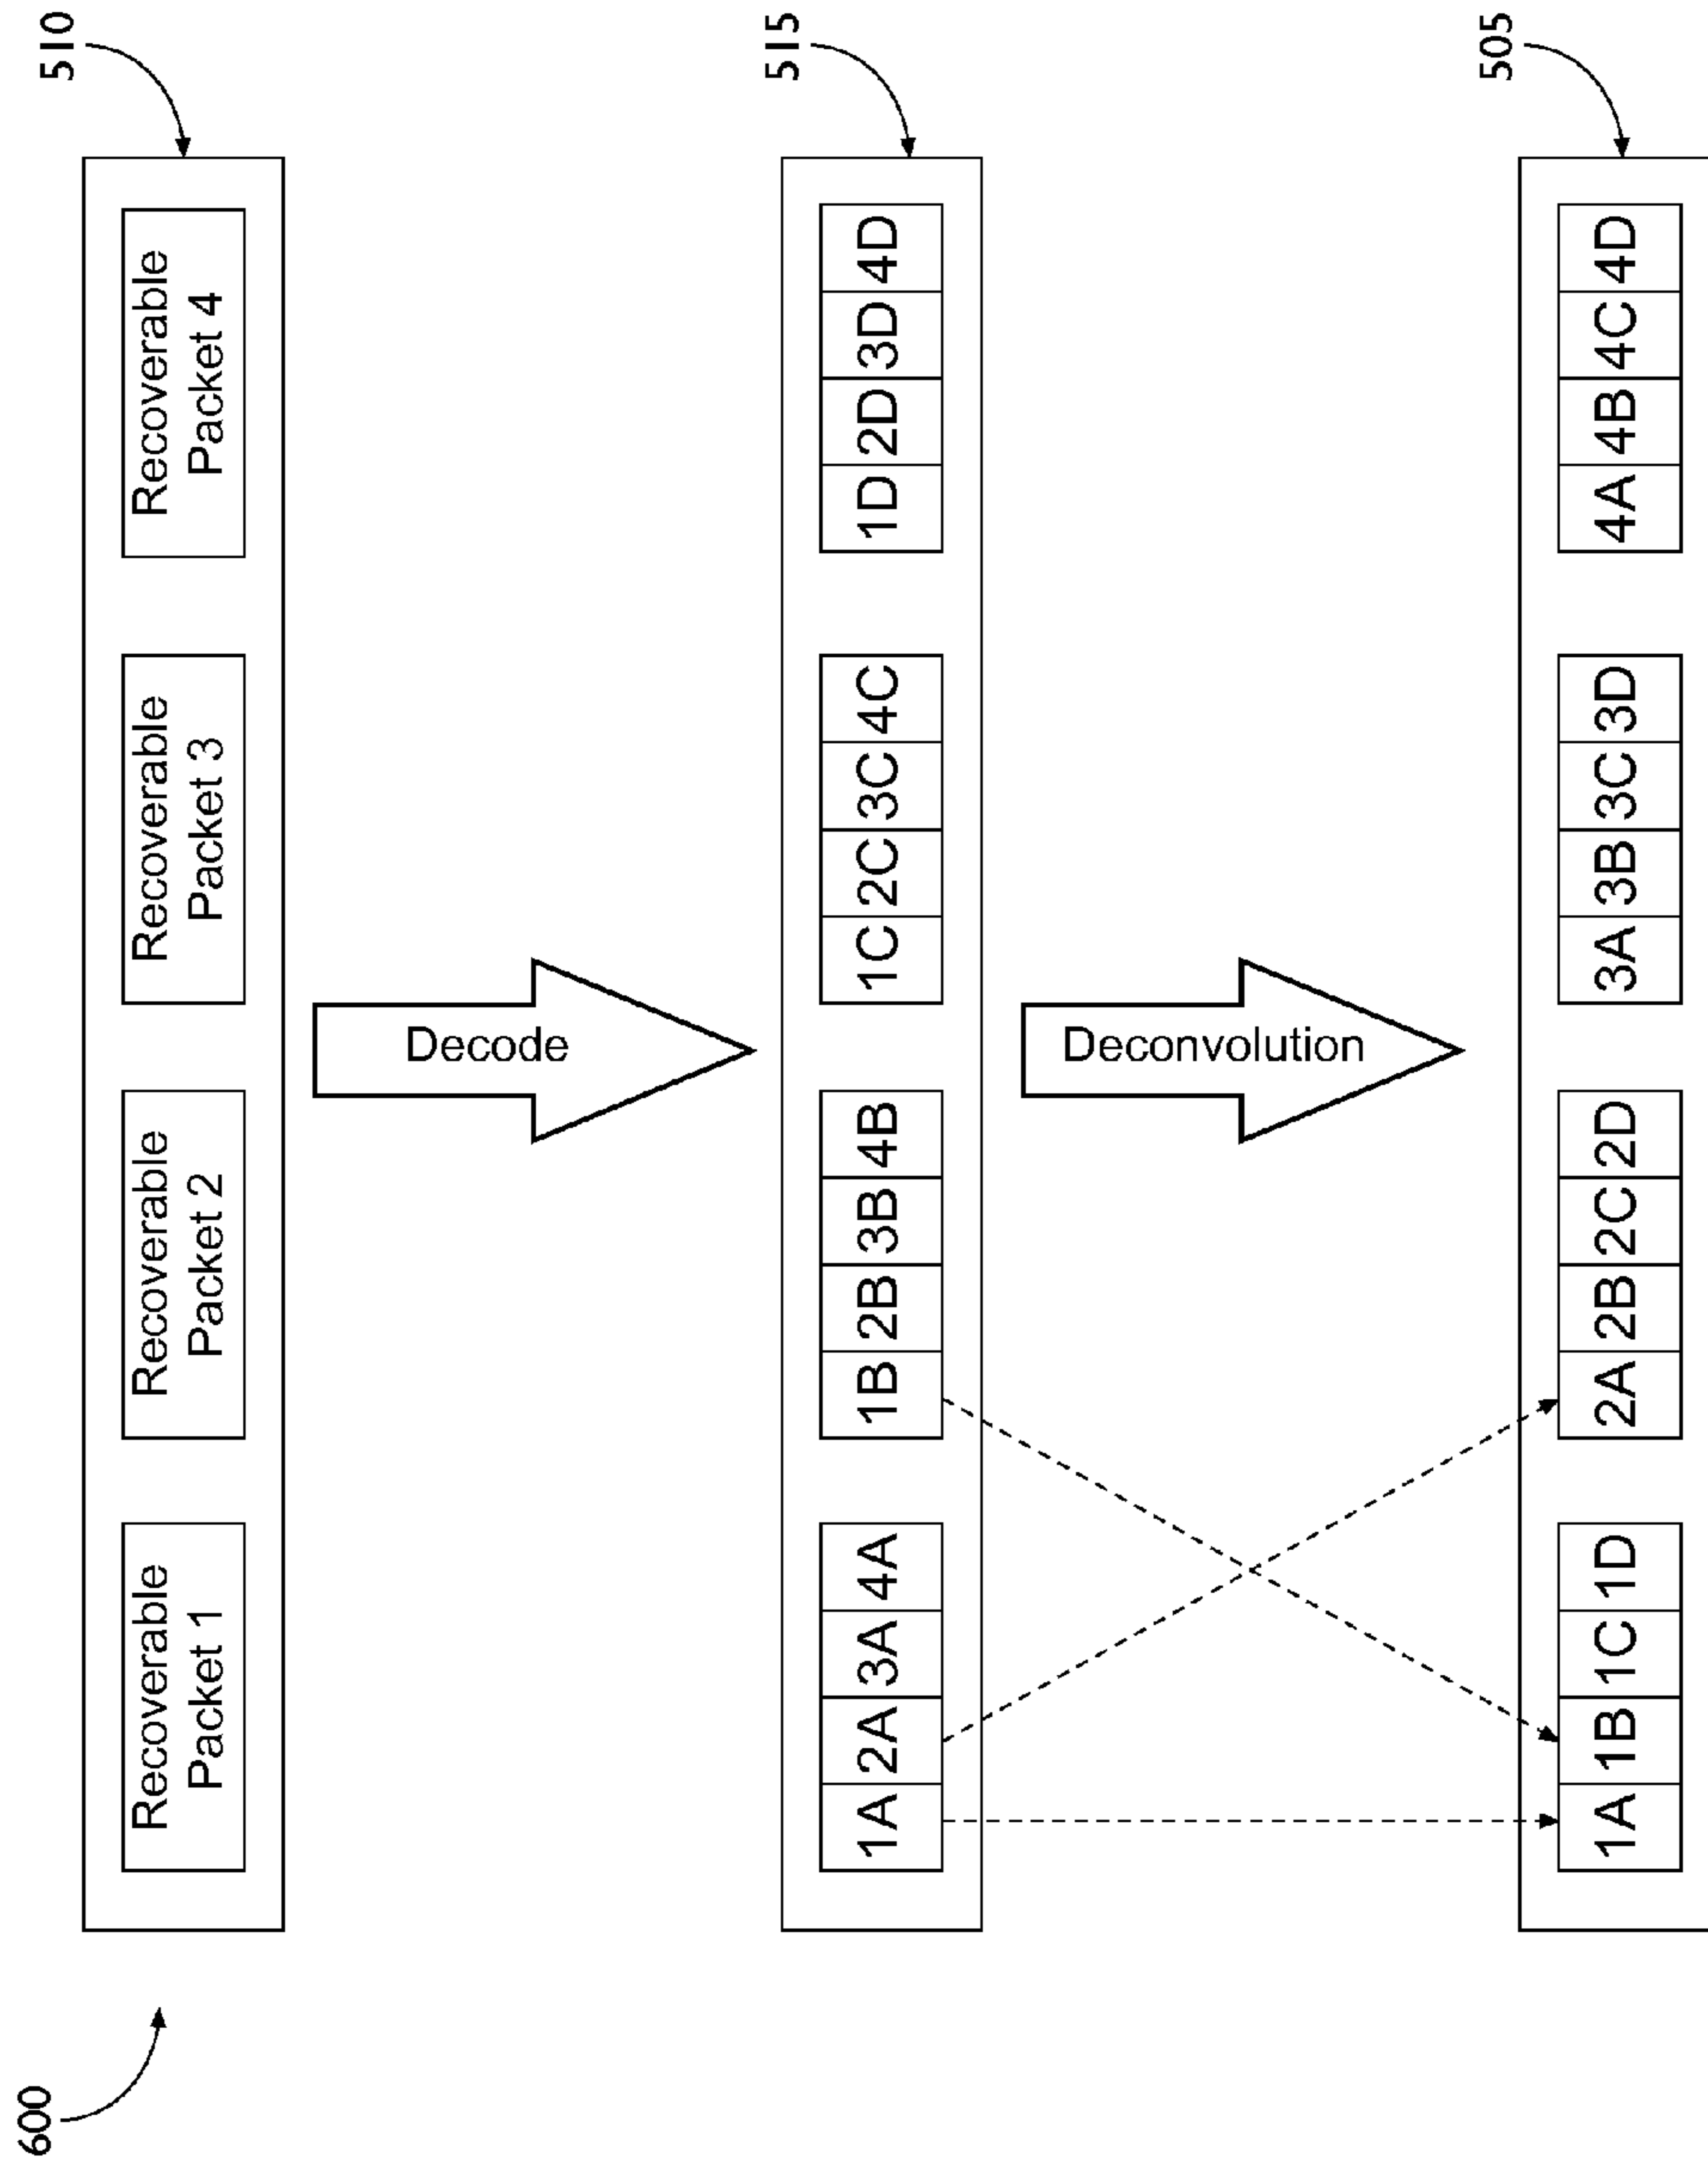 600
510
Recoverable
Packet 1
Recoverable
Packet 2
Recoverable
Packet 3
Recoverable
Packet 4
Decode
515
1A 2A 3A 4A
1B 2B 3B 4B
1C 2C 3C 4C
1D 2D 3D 4D
Deconvolution
505
1A 1B 1C 1D
2A 2B 2C 2D
3A 3B 3C 3D
4A 4B 4C 4D